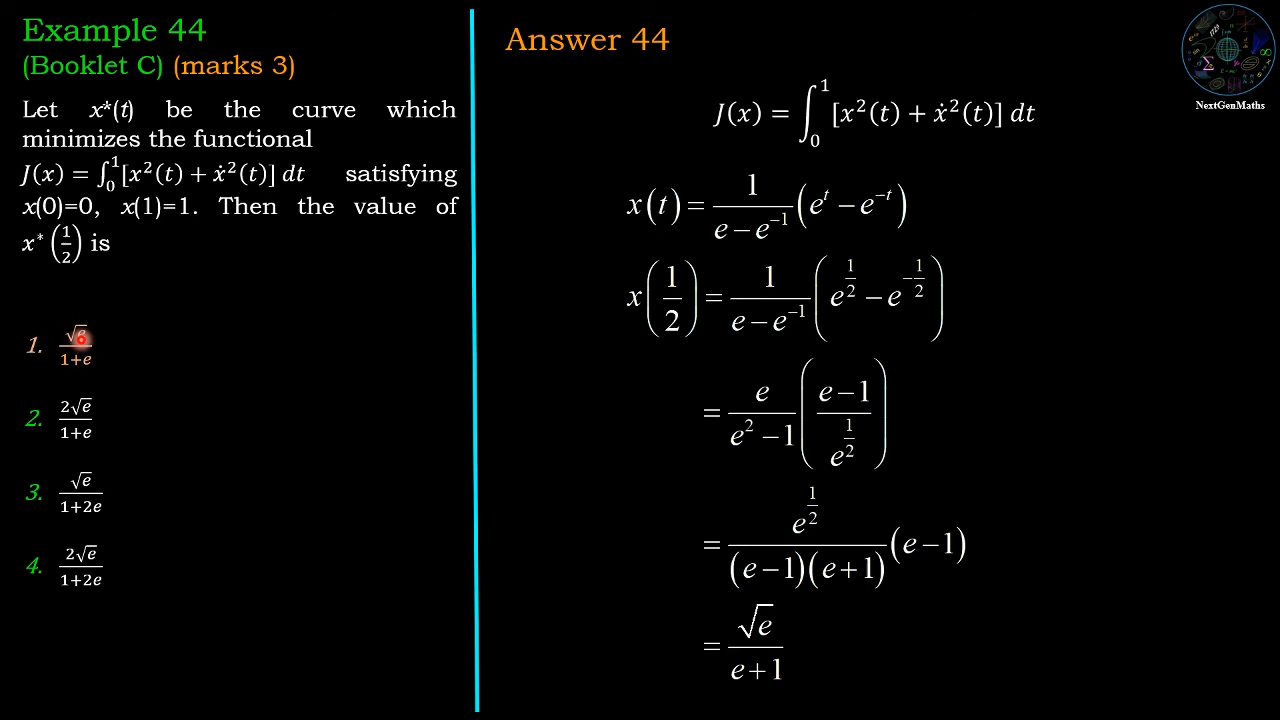 Example 44
(Booklet C) (marks 3)
Let x*(t) be the curve which
minimizes the functional
J(x) = ∫₀¹[x²(t) + ẋ²(t)] dt satisfying
x(0)=0, x(1)=1. Then the value of
x* (1/2) is
1. √e/(1+e)
2. 2√e/(1+e)
3. √e/(1+2e)
4. 2√e/(1+2e)
Answer 44
J(x) = ∫₀¹ [x²(t) + ẋ²(t)] dt
x(t) = 1/(e − e⁻¹) (eᵗ − e⁻ᵗ)
x(1/2) = 1/(e − e⁻¹) (e^(1/2) − e^(−1/2))
= e/(e² − 1) ((e − 1)/e^(1/2))
= e^(1/2)/((e − 1)(e + 1)) (e − 1)
= √e/(e + 1)
NextGenMaths